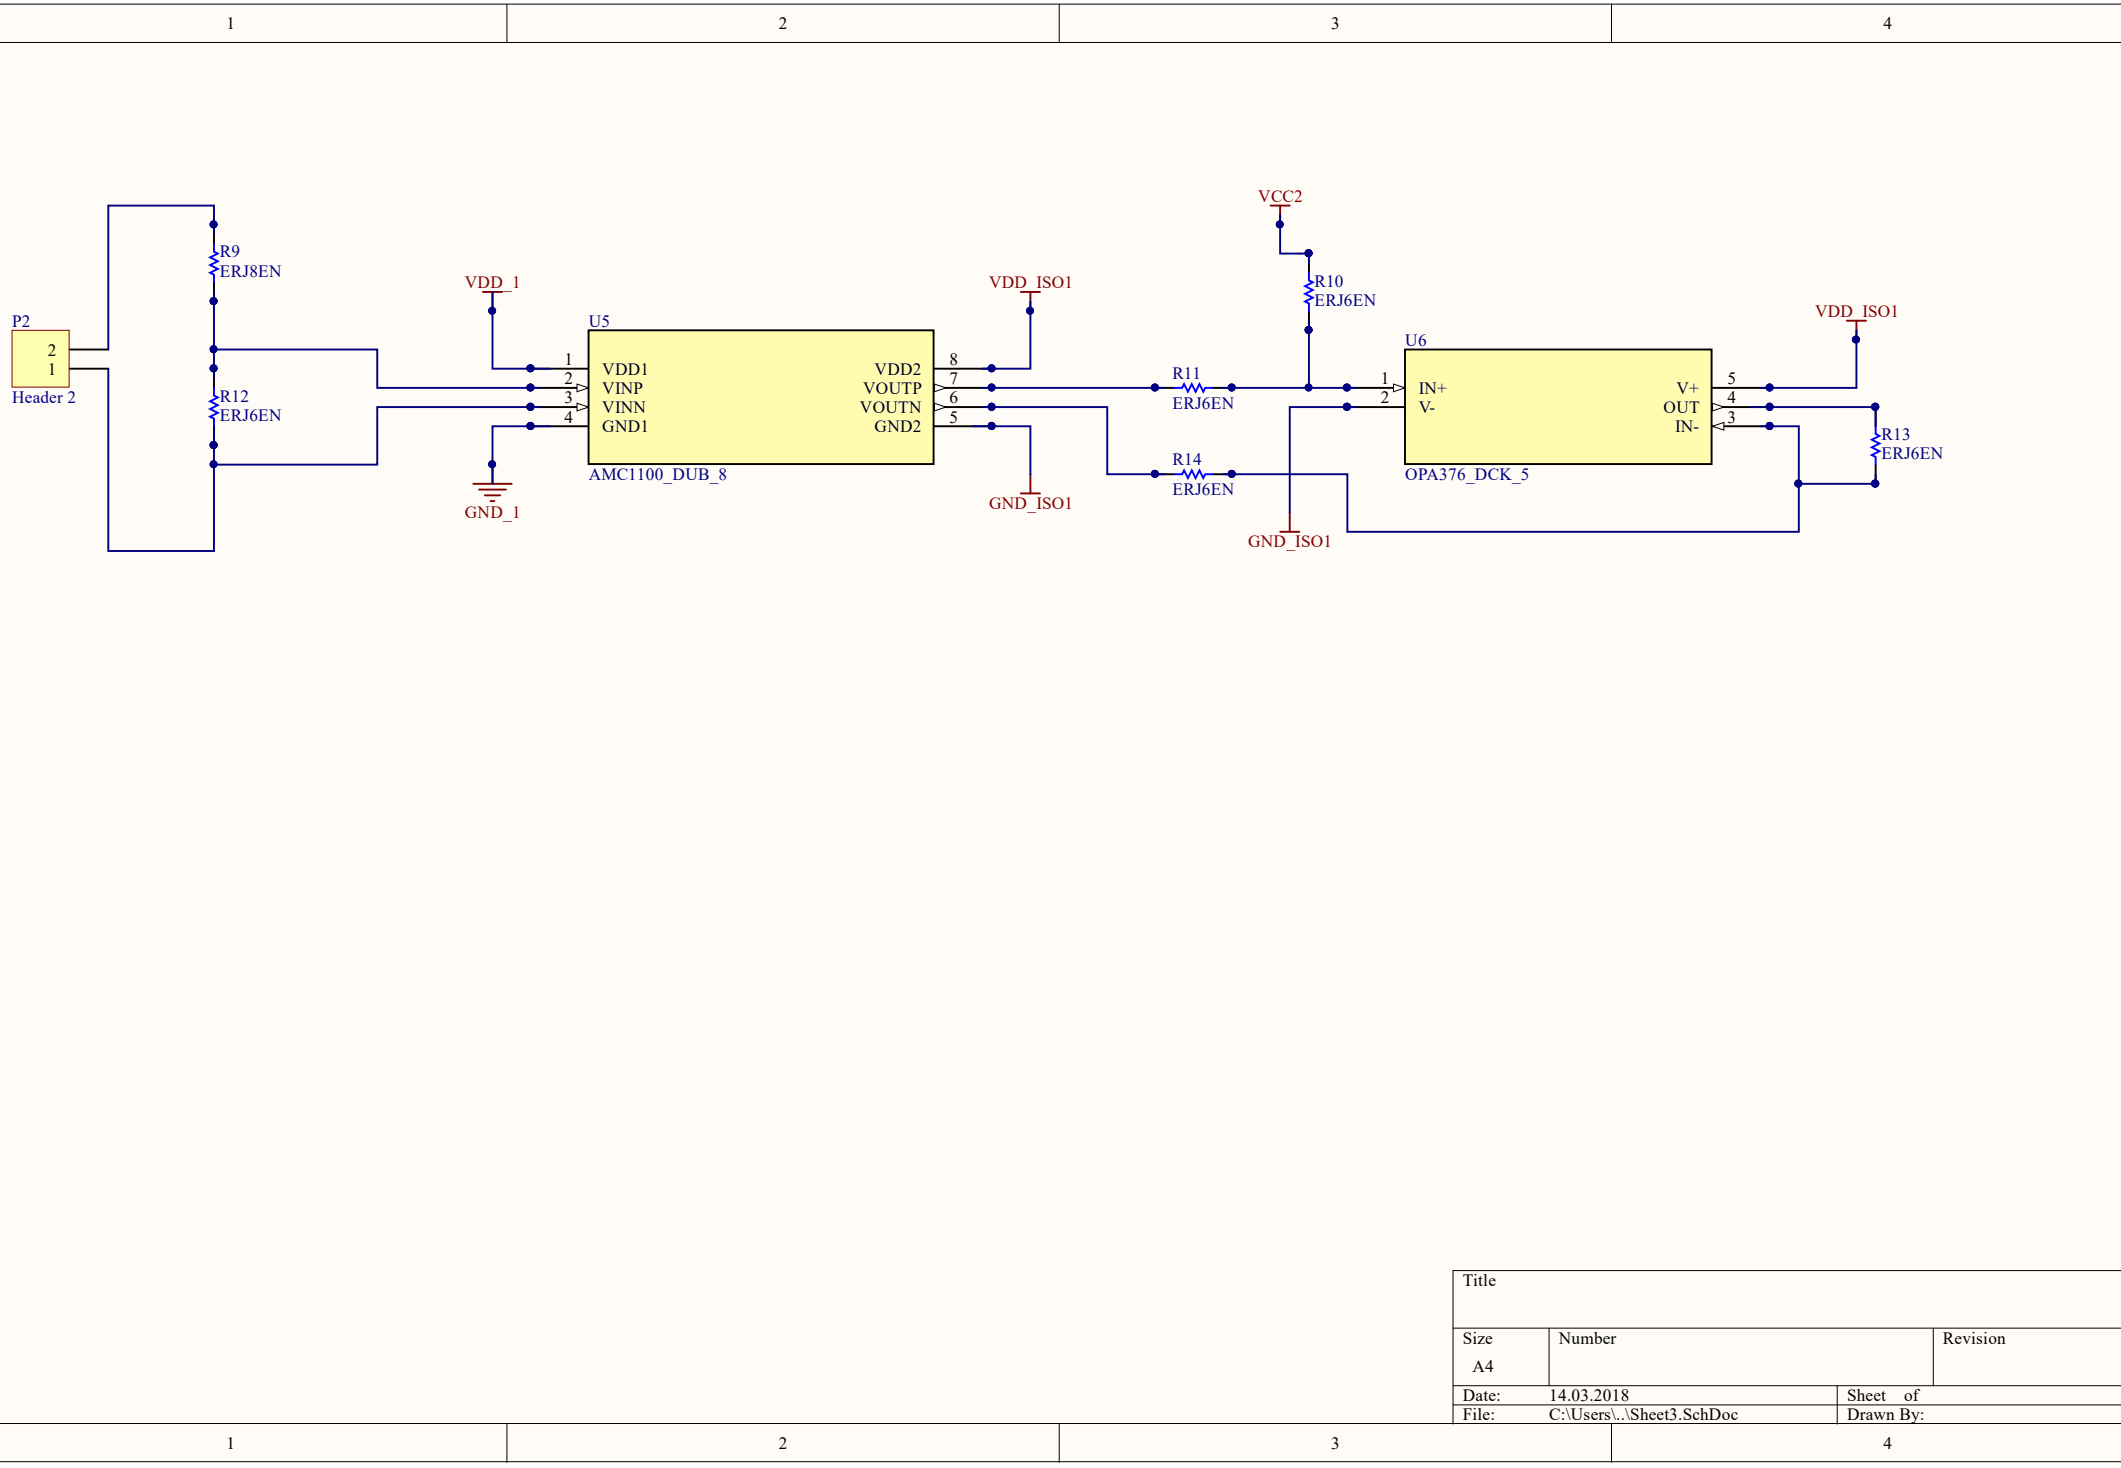 1 2 3 4
VCC2
R9
ERJ8EN
VDD_1
VDD_ISO1
R10
ERJ6EN
P2
2
1
Header 2
R12
ERJ6EN
U5
1 VDD1 VDD2 8
2 VINP VOUTP 7
3 VINN VOUTN 6
4 GND1 GND2 5
AMC1100_DUB_8
GND_1
GND_ISO1
R11
ERJ6EN
R14
ERJ6EN
GND_ISO1
VDD_ISO1
U6
1 IN+ V+ 5
2 V- OUT 4
IN- 3
OPA376_DCK_5
R13
ERJ6EN
Title
Size Number Revision
A4
Date: 14.03.2018 Sheet of
File: C:\Users\..\Sheet3.SchDoc Drawn By:
1 2 3 4